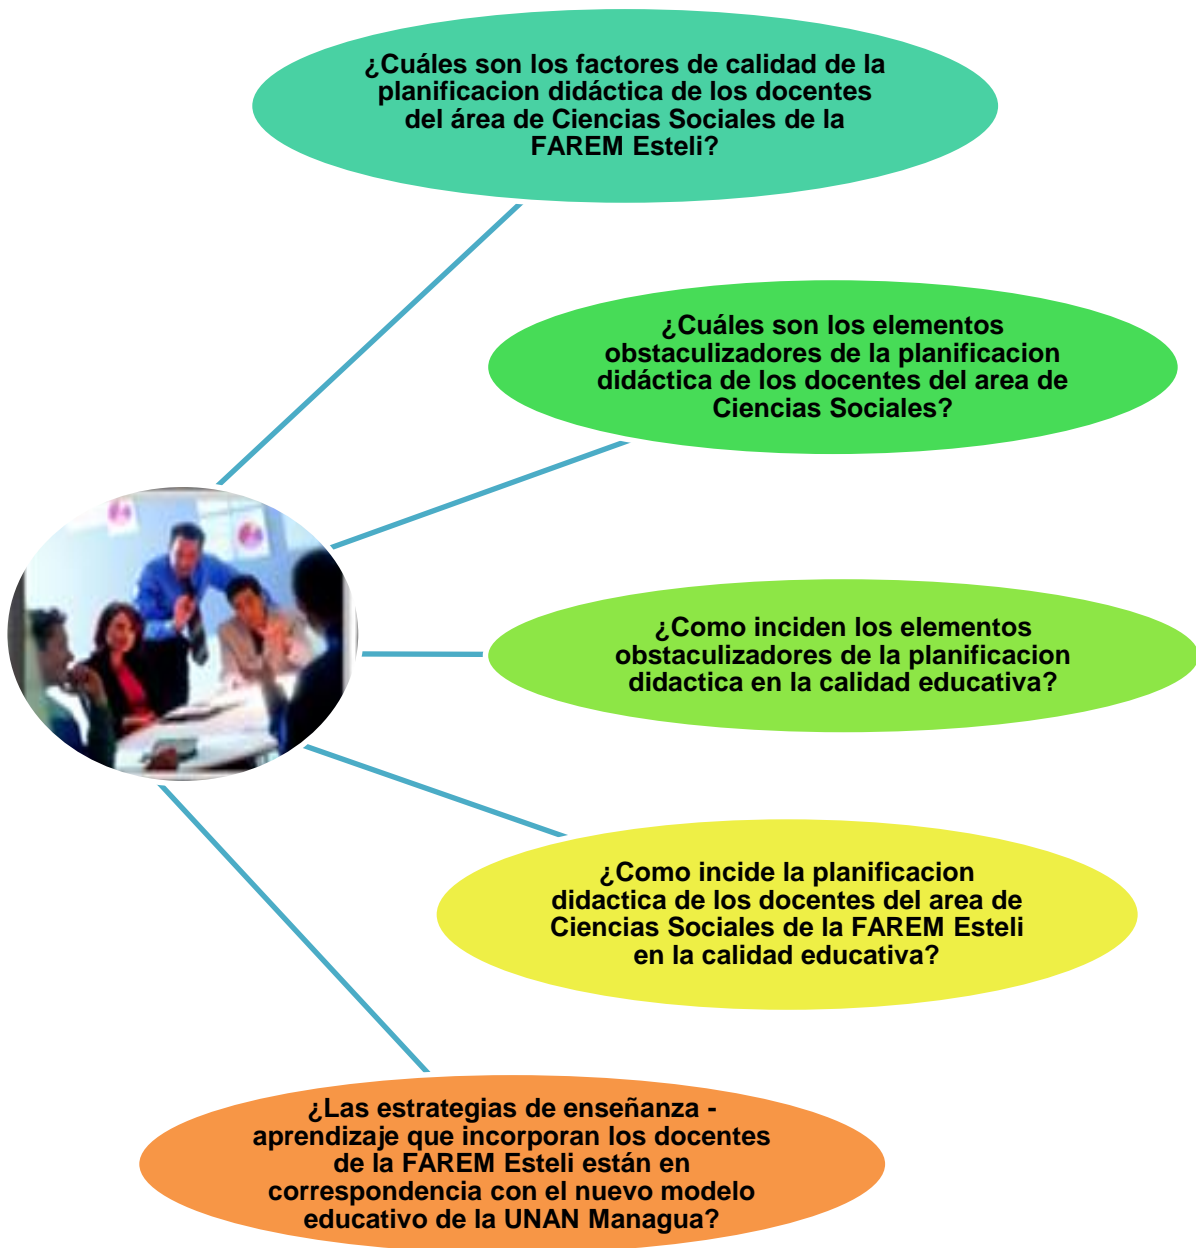 ¿Cuáles son los factores de calidad de la
planificacion didáctica de los docentes
del área de Ciencias Sociales de la
FAREM Esteli?
¿Cuáles son los elementos
obstaculizadores de la planificacion
didáctica de los docentes del area de
Ciencias Sociales?
¿Como inciden los elementos
obstaculizadores de la planificacion
didactica en la calidad educativa?
¿Como incide la planificacion
didactica de los docentes del area de
Ciencias Sociales de la FAREM Esteli
en la calidad educativa?
¿Las estrategias de enseñanza -
aprendizaje que incorporan los docentes
de la FAREM Esteli están en
correspondencia con el nuevo modelo
educativo de la UNAN Managua?